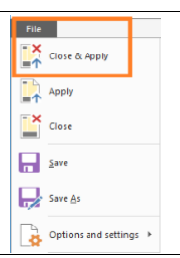 File
Close & Apply
Apply
Close
Save
Save As
Options and settings